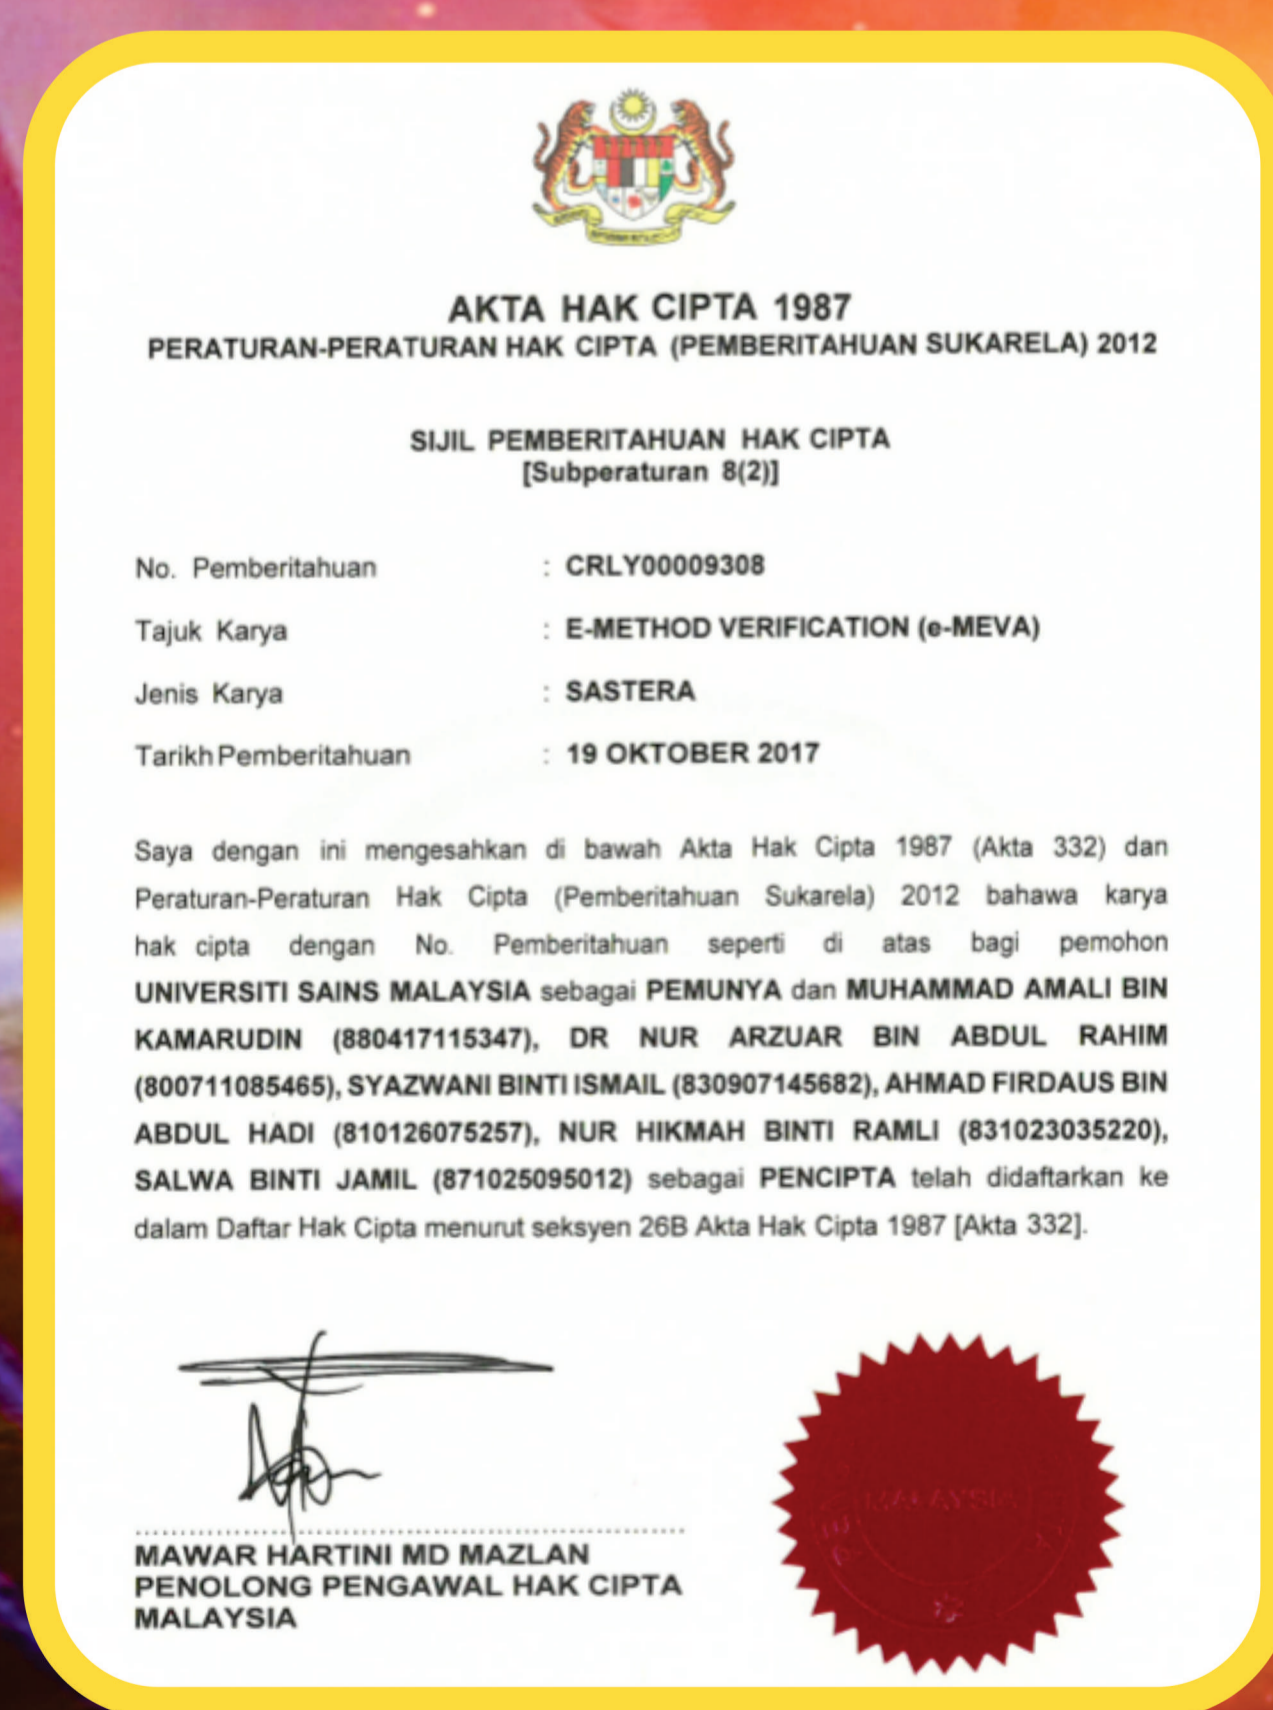 AKTA HAK CIPTA 1987
PERATURAN-PERATURAN HAK CIPTA (PEMBERITAHUAN SUKARELA) 2012
SIJIL PEMBERITAHUAN HAK CIPTA
[Subperaturan 8(2)]
No. Pemberitahuan : CRLY00009308
Tajuk Karya : E-METHOD VERIFICATION (e-MEVA)
Jenis Karya : SASTERA
Tarikh Pemberitahuan : 19 OKTOBER 2017
Saya dengan ini mengesahkan di bawah Akta Hak Cipta 1987 (Akta 332) dan
Peraturan-Peraturan Hak Cipta (Pemberitahuan Sukarela) 2012 bahawa karya
hak cipta dengan No. Pemberitahuan seperti di atas bagi pemohon
UNIVERSITI SAINS MALAYSIA sebagai PEMUNYA dan MUHAMMAD AMALI BIN
KAMARUDIN (880417115347), DR NUR ARZUAR BIN ABDUL RAHIM
(800711085465), SYAZWANI BINTI ISMAIL (830907145682), AHMAD FIRDAUS BIN
ABDUL HADI (810126075257), NUR HIKMAH BINTI RAMLI (831023035220),
SALWA BINTI JAMIL (871025095012) sebagai PENCIPTA telah didaftarkan ke
dalam Daftar Hak Cipta menurut seksyen 26B Akta Hak Cipta 1987 [Akta 332].
MAWAR HARTINI MD MAZLAN
PENOLONG PENGAWAL HAK CIPTA
MALAYSIA
MALAYSIA